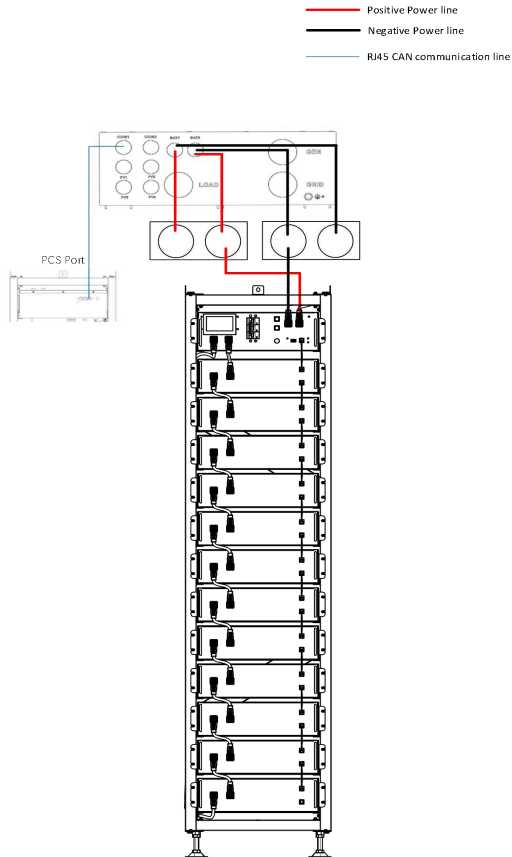 Positive Power line
Negative Power line
RJ45 CAN communication line
COM1 COM2 BAT1 BAT2
GEN
PV1 PV2
LOAD
GRID
PV3 PV4
PCS Port